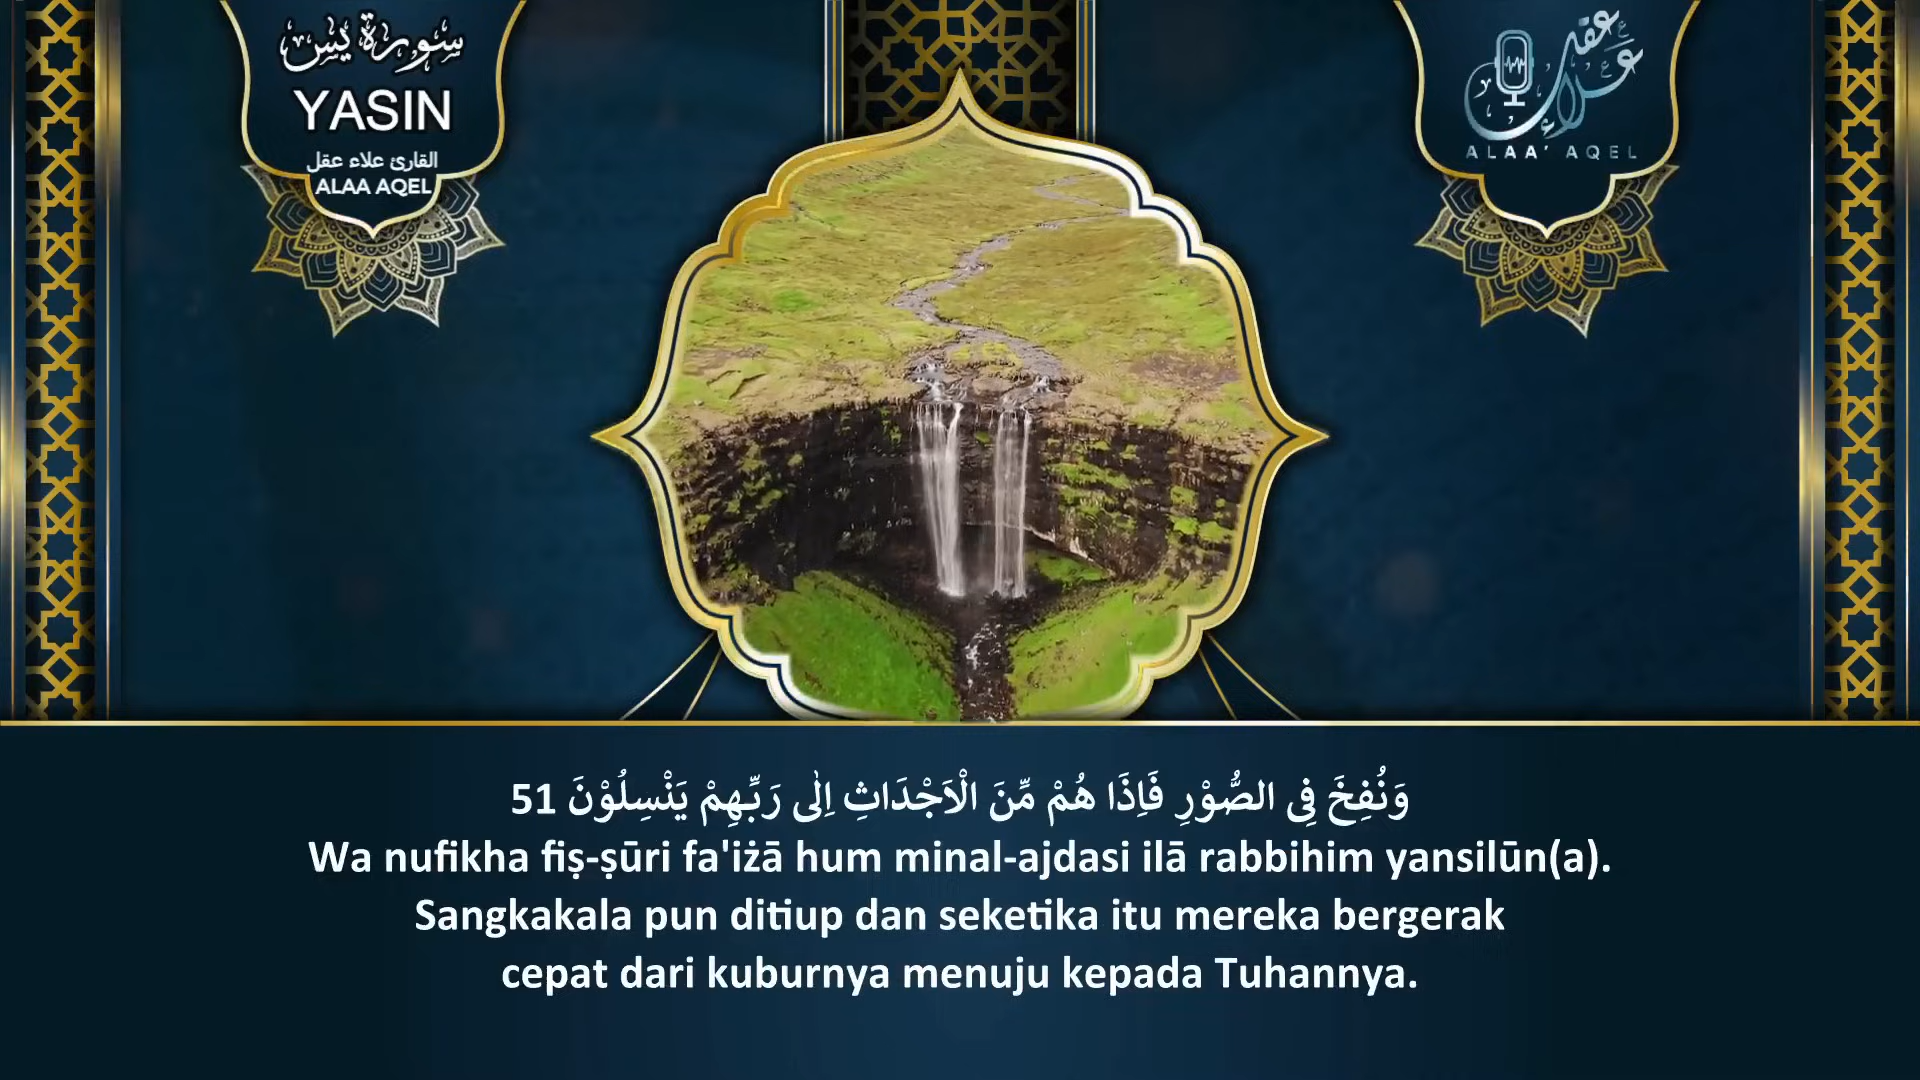 سورة يس
YASIN
القارئ علاء عقل
ALAA AQEL
علاء عقل
ALAA' AQEL
وَنُفِخَ فِى الصُّوْرِ فَاِذَا هُمْ مِّنَ الْاَجْدَاثِ اِلٰى رَبِّهِمْ يَنْسِلُوْنَ 51
Wa nufikha fiṣ-ṣūri fa'iżā hum minal-ajdasi ilā rabbihim yansilūn(a).
Sangkakala pun ditiup dan seketika itu mereka bergerak
cepat dari kuburnya menuju kepada Tuhannya.